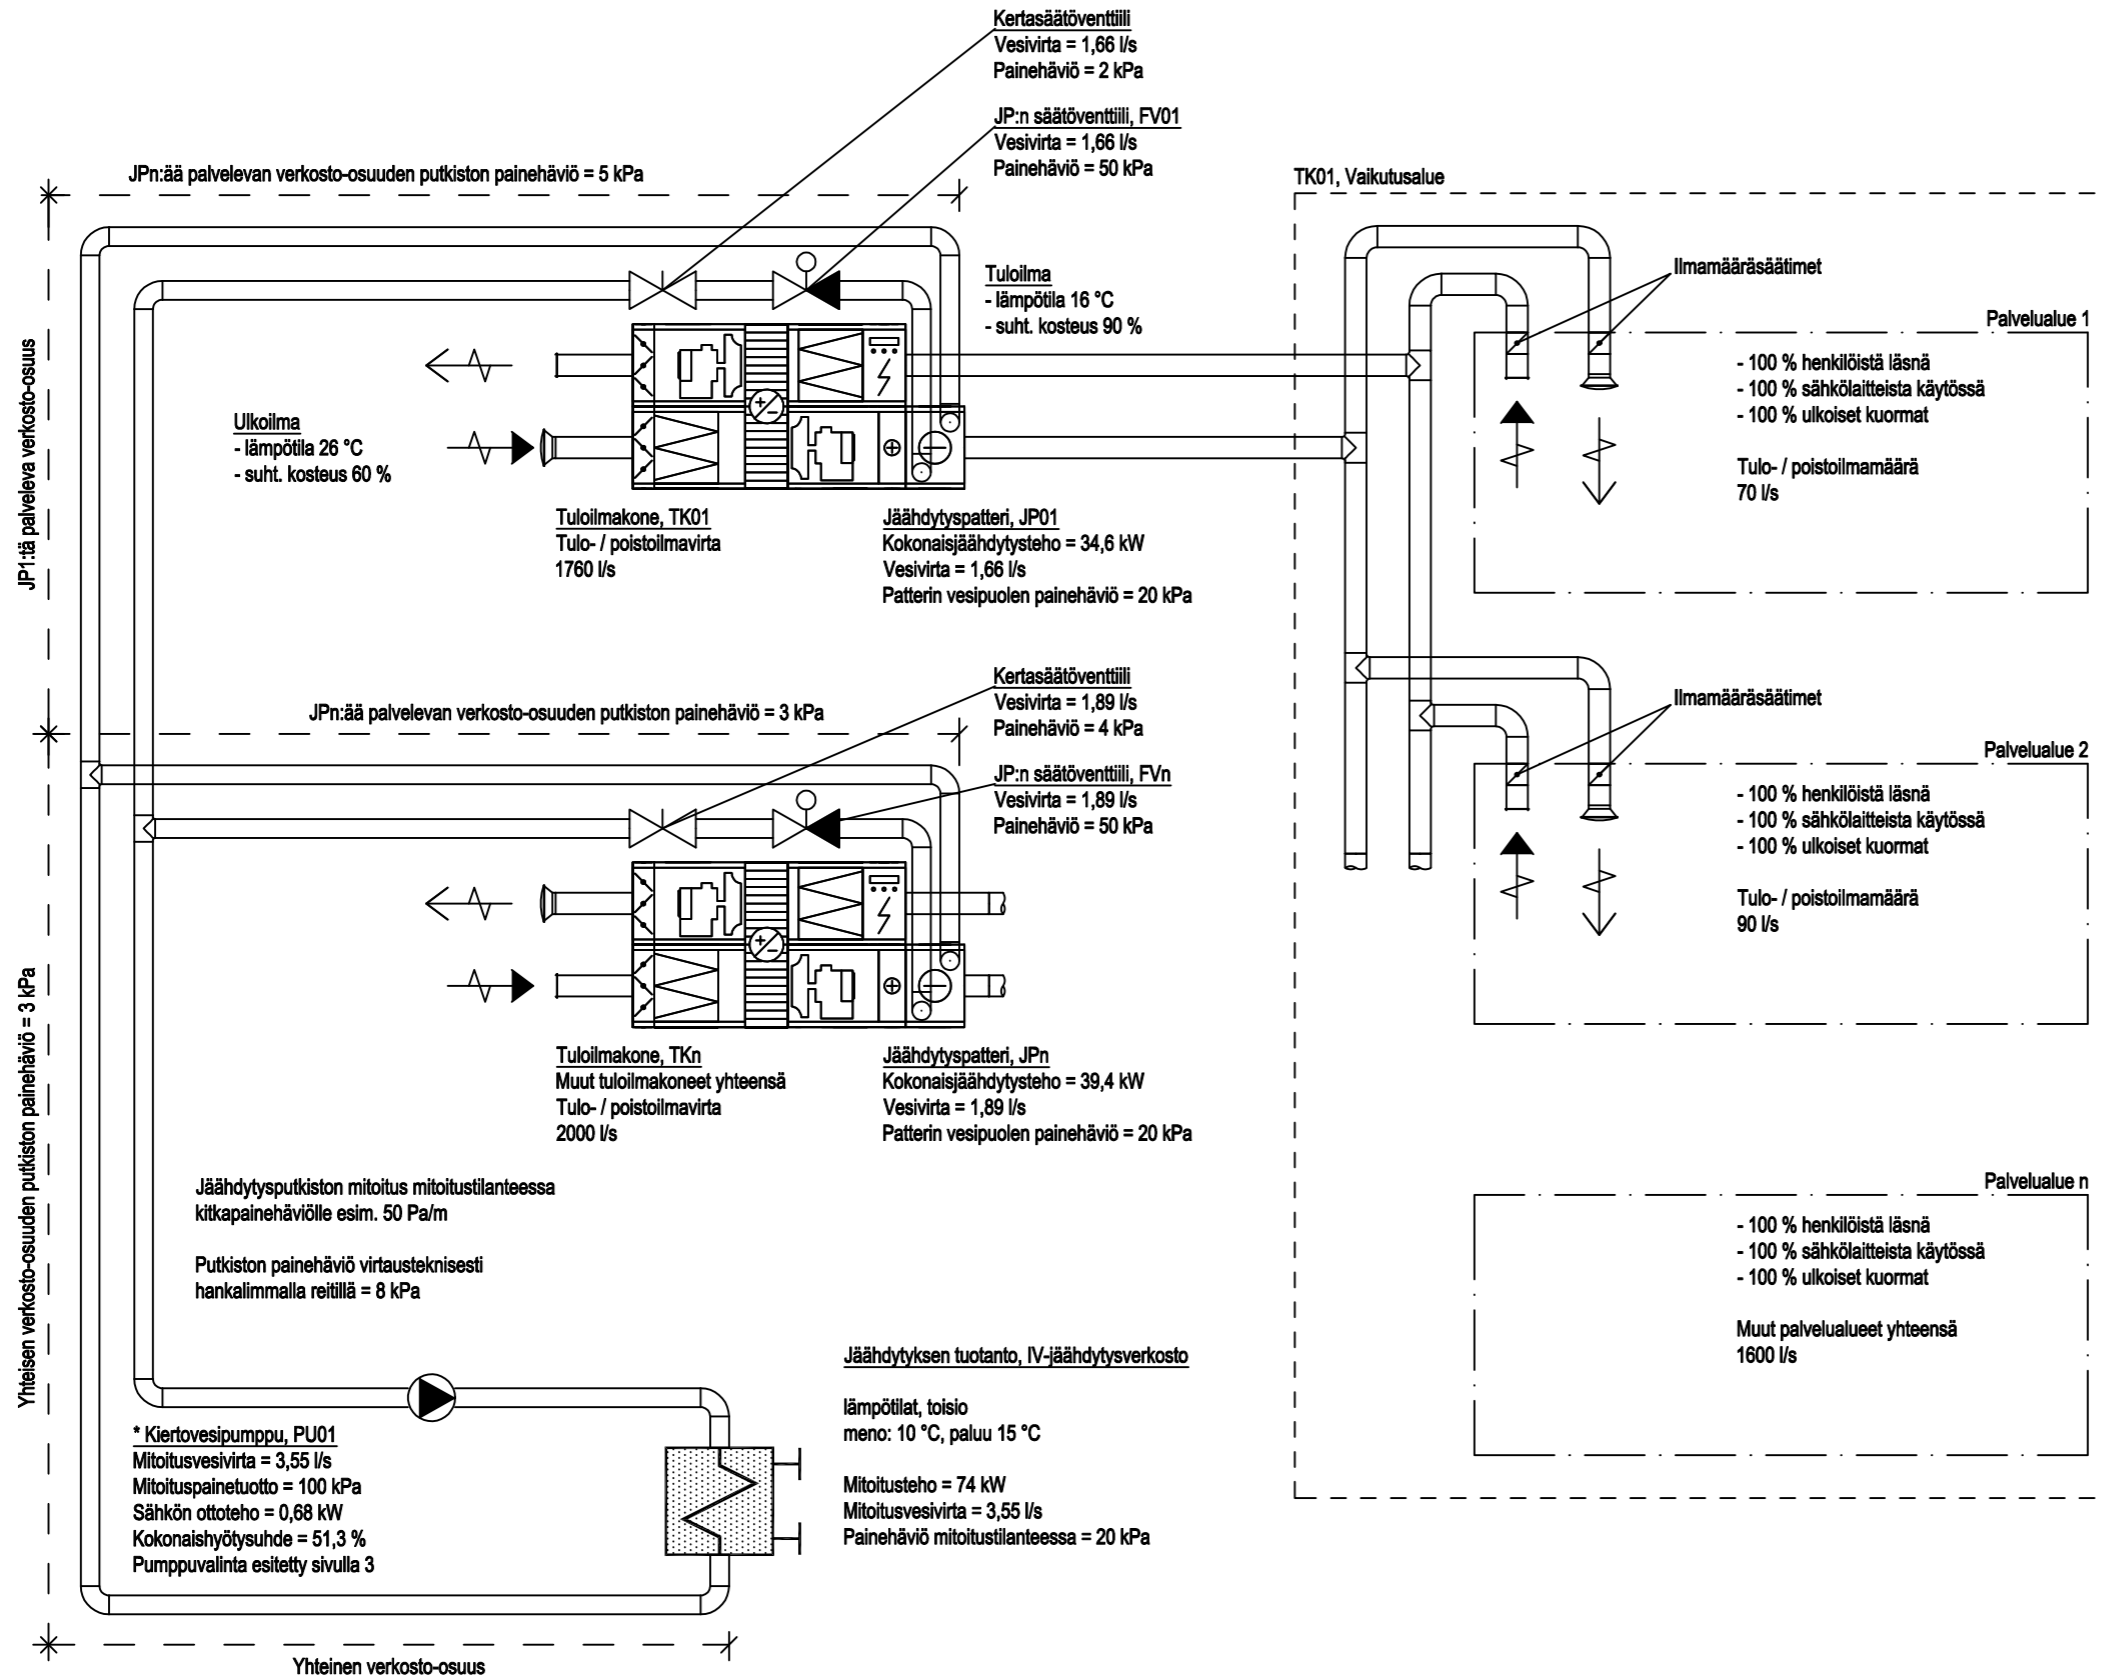 Kertasäätöventtiili
Vesivirta = 1,66 l/s
Painehäviö = 2 kPa
JP:n säätöventtiili, FV01
Vesivirta = 1,66 l/s
Painehäviö = 50 kPa
JPn:ää palvelevan verkosto-osuuden putkiston painehäviö = 5 kPa
TK01, Vaikutusalue
Tuloilma
- lämpötila 16 °C
- suht. kosteus 90 %
Ilmamääräsäätimet
Palvelualue 1
- 100 % henkilöistä läsnä
- 100 % sähkölaitteista käytössä
- 100 % ulkoiset kuormat
Tulo- / poistoilmamäärä
70 l/s
JP1:tä palveleva verkosto-osuus
Ulkoilma
- lämpötila 26 °C
- suht. kosteus 60 %
Tuloilmakone, TK01
Tulo- / poistoilmavirta
1760 l/s
Jäähdytyspatteri, JP01
Kokonaisjäähdytysteho = 34,6 kW
Vesivirta = 1,66 l/s
Patterin vesipuolen painehäviö = 20 kPa
Kertasäätöventtiili
Vesivirta = 1,89 l/s
Painehäviö = 4 kPa
JPn:ää palvelevan verkosto-osuuden putkiston painehäviö = 3 kPa
JP:n säätöventtiili, FVn
Vesivirta = 1,89 l/s
Painehäviö = 50 kPa
Ilmamääräsäätimet
Palvelualue 2
- 100 % henkilöistä läsnä
- 100 % sähkölaitteista käytössä
- 100 % ulkoiset kuormat
Tulo- / poistoilmamäärä
90 l/s
Yhteisen verkosto-osuuden putkiston painehäviö = 3 kPa
Tuloilmakone, TKn
Muut tuloilmakoneet yhteensä
Tulo- / poistoilmavirta
2000 l/s
Jäähdytyspatteri, JPn
Kokonaisjäähdytysteho = 39,4 kW
Vesivirta = 1,89 l/s
Patterin vesipuolen painehäviö = 20 kPa
Jäähdytysputkiston mitoitus mitoitustilanteessa
kitkapainehäviölle esim. 50 Pa/m
Putkiston painehäviö virtausteknisesti
hankalimmalla reitillä = 8 kPa
Palvelualue n
- 100 % henkilöistä läsnä
- 100 % sähkölaitteista käytössä
- 100 % ulkoiset kuormat
Muut palvelualueet yhteensä
1600 l/s
Jäähdytyksen tuotanto, IV-jäähdytysverkosto
lämpötilat, toisio
meno: 10 °C, paluu 15 °C
Mitoitusteho = 74 kW
Mitoitusvesivirta = 3,55 l/s
Painehäviö mitoitustilanteessa = 20 kPa
* Kiertovesipumppu, PU01
Mitoitusvesivirta = 3,55 l/s
Mitoituspainetuotto = 100 kPa
Sähkön ottoteho = 0,68 kW
Kokonaishyötysuhde = 51,3 %
Pumppuvalinta esitetty sivulla 3
Yhteinen verkosto-osuus